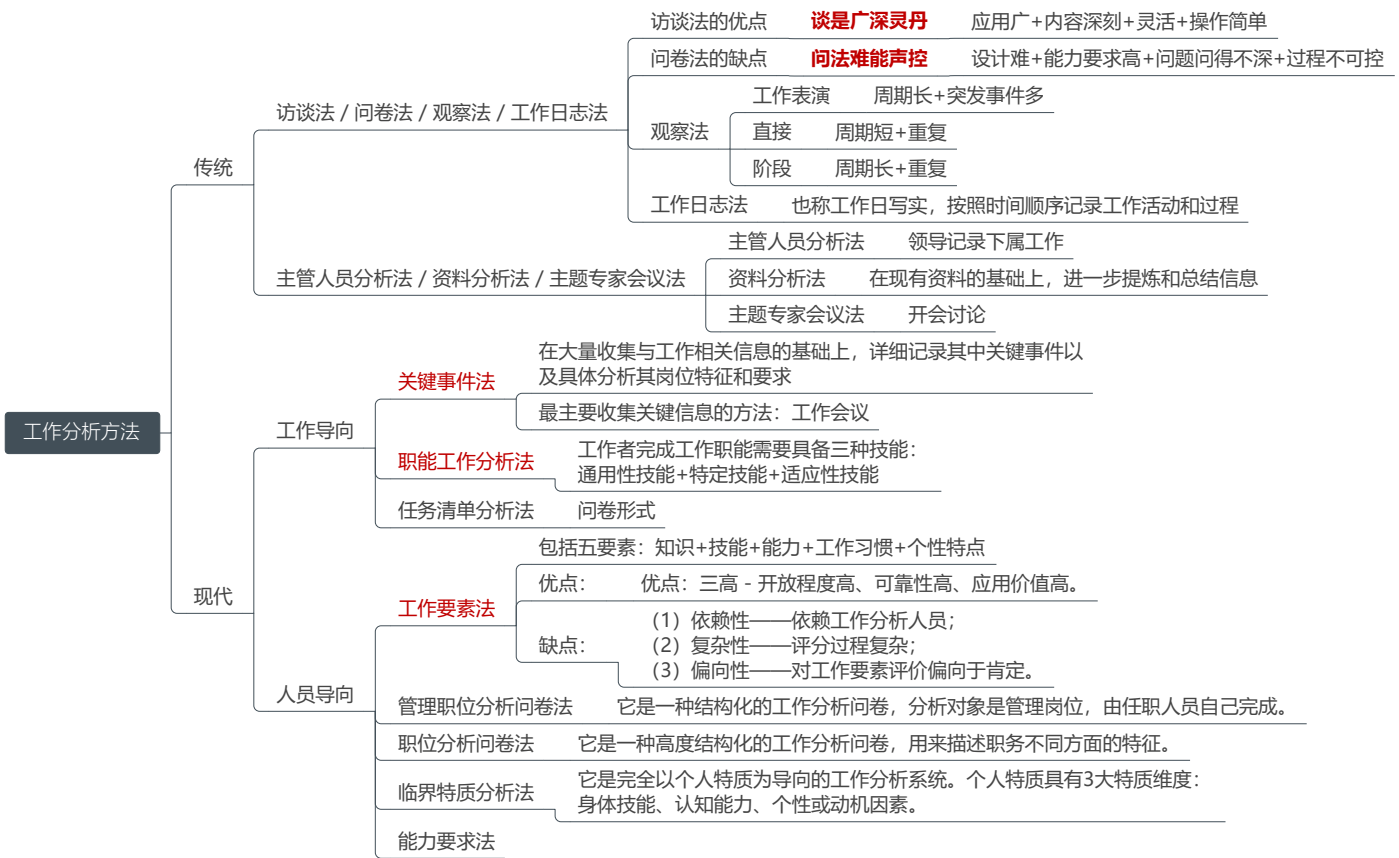 工作分析方法
传统
访谈法 / 问卷法 / 观察法 / 工作日志法
访谈法的优点
谈是广深灵丹
应用广+内容深刻+灵活+操作简单
问卷法的缺点
问法难能声控
设计难+能力要求高+问题问得不深+过程不可控
观察法
工作表演
周期长+突发事件多
直接
周期短+重复
阶段
周期长+重复
工作日志法
也称工作日写实，按照时间顺序记录工作活动和过程
主管人员分析法 / 资料分析法 / 主题专家会议法
主管人员分析法
领导记录下属工作
资料分析法
在现有资料的基础上，进一步提炼和总结信息
主题专家会议法
开会讨论
现代
工作导向
关键事件法
在大量收集与工作相关信息的基础上，详细记录其中关键事件以
及具体分析其岗位特征和要求
最主要收集关键信息的方法：工作会议
职能工作分析法
工作者完成工作职能需要具备三种技能：
通用性技能+特定技能+适应性技能
任务清单分析法
问卷形式
人员导向
工作要素法
包括五要素：知识+技能+能力+工作习惯+个性特点
优点：
优点：三高 - 开放程度高、可靠性高、应用价值高。
缺点：
（1）依赖性——依赖工作分析人员；
（2）复杂性——评分过程复杂；
（3）偏向性——对工作要素评价偏向于肯定。
管理职位分析问卷法
它是一种结构化的工作分析问卷，分析对象是管理岗位，由任职人员自己完成。
职位分析问卷法
它是一种高度结构化的工作分析问卷，用来描述职务不同方面的特征。
临界特质分析法
它是完全以个人特质为导向的工作分析系统。个人特质具有3大特质维度：
身体技能、认知能力、个性或动机因素。
能力要求法